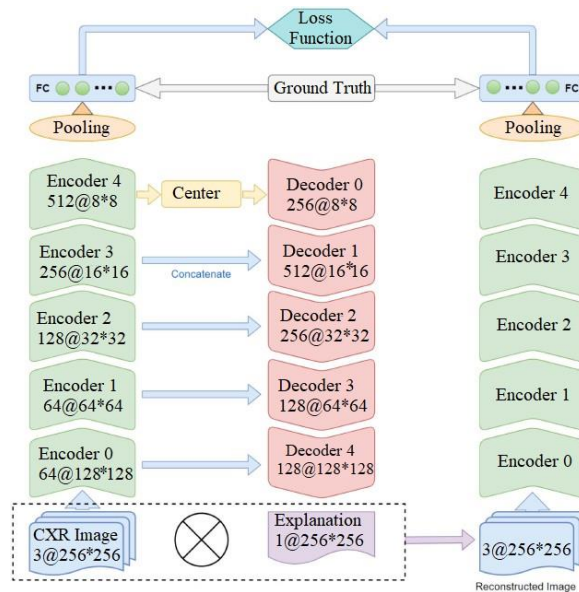 Loss
Function
FC
Ground Truth
FC
Pooling
Pooling
Encoder 4
512@8*8
Center
Decoder 0
256@8*8
Encoder 4
Encoder 3
256@16*16
Concatenate
Decoder 1
512@16*16
Encoder 3
Encoder 2
128@32*32
Decoder 2
256@32*32
Encoder 2
Encoder 1
64@64*64
Decoder 3
128@64*64
Encoder 1
Encoder 0
64@128*128
Decoder 4
128@128*128
Encoder 0
CXR Image
3@256*256
Explanation
1@256*256
3@256*256
Reconstructed Image